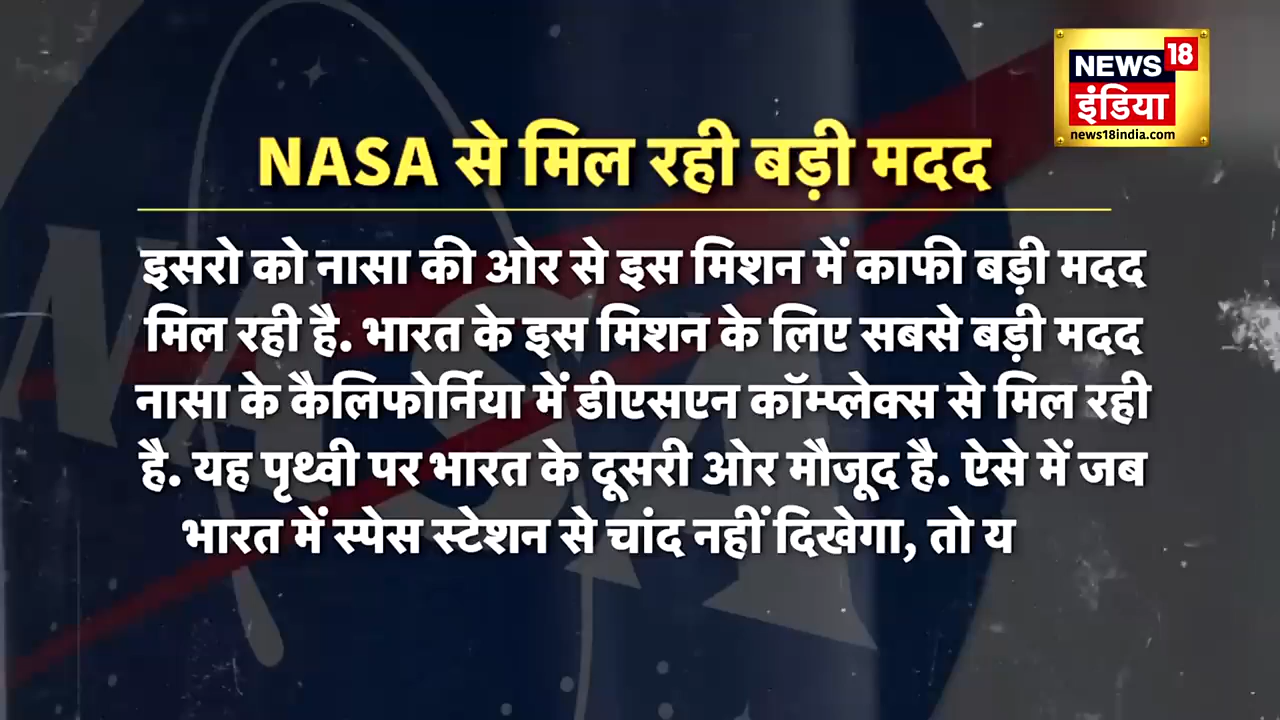 NEWS 18
इंडिया
news18india.com
NASA से मिल रही बड़ी मदद
इसरो को नासा की ओर से इस मिशन में काफी बड़ी मदद
मिल रही है. भारत के इस मिशन के लिए सबसे बड़ी मदद
नासा के कैलिफोर्निया में डीएसएन कॉम्प्लेक्स से मिल रही
है. यह पृथ्वी पर भारत के दूसरी ओर मौजूद है. ऐसे में जब
भारत में स्पेस स्टेशन से चांद नहीं दिखेगा, तो य
NASA